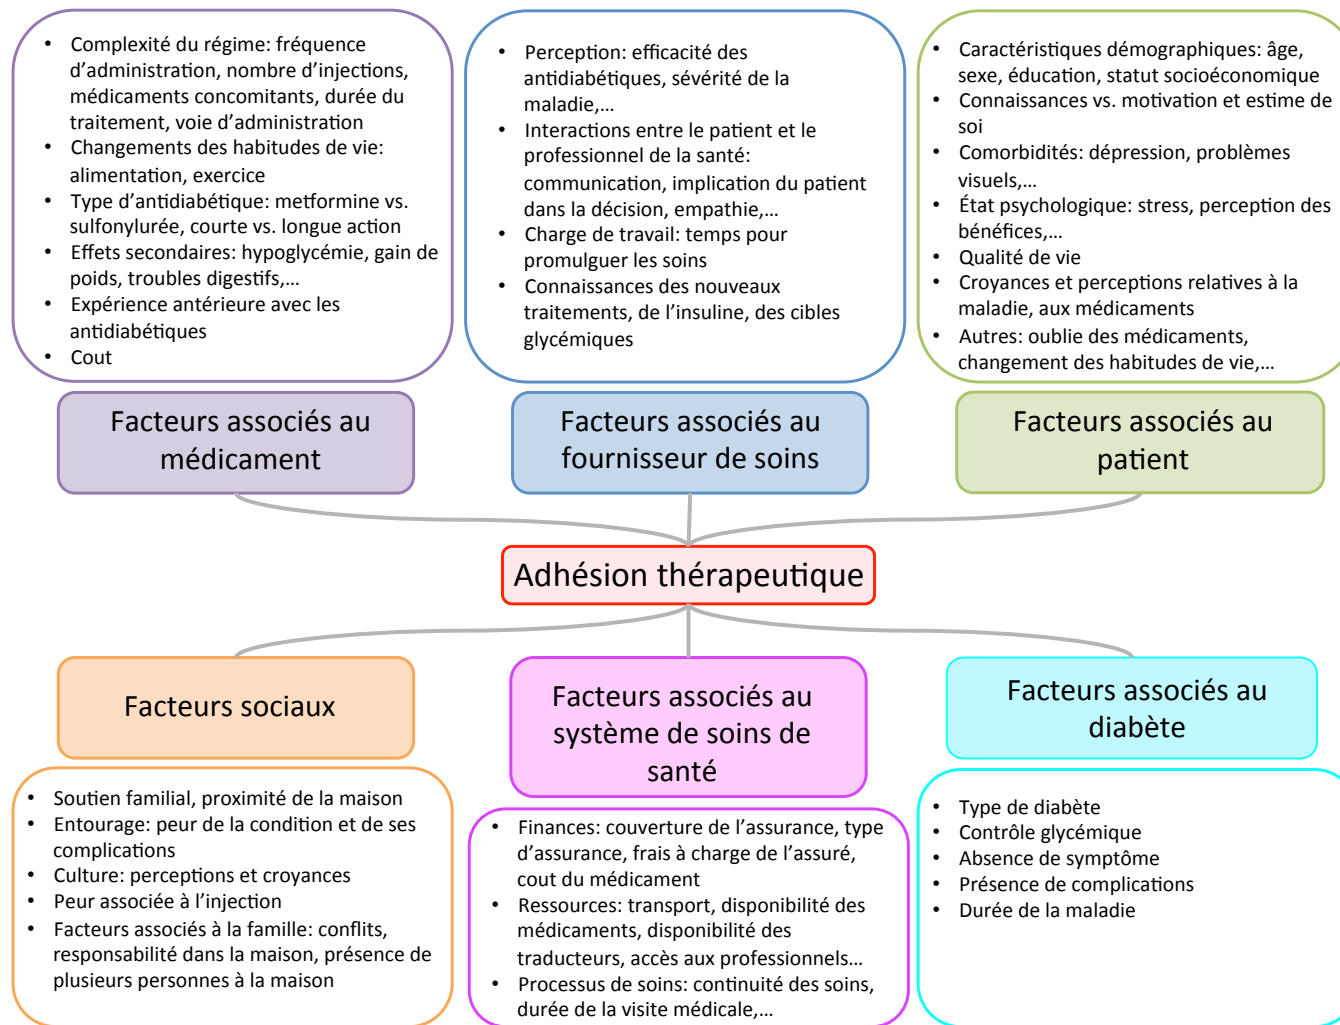 • Complexité du régime: fréquence
d’administration, nombre d’injections,
médicaments concomitants, durée du
traitement, voie d’administration
• Changements des habitudes de vie:
alimentation, exercice
• Type d’antidiabétique: metformine vs.
sulfonylurée, courte vs. longue action
• Effets secondaires: hypoglycémie, gain de
poids, troubles digestifs,…
• Expérience antérieure avec les
antidiabétiques
• Cout
• Perception: efficacité des
antidiabétiques, sévérité de la
maladie,…
• Interactions entre le patient et le
professionnel de la santé:
communication, implication du patient
dans la décision, empathie,…
• Charge de travail: temps pour
promulguer les soins
• Connaissances des nouveaux
traitements, de l’insuline, des cibles
glycémiques
• Caractéristiques démographiques: âge,
sexe, éducation, statut socioéconomique
• Connaissances vs. motivation et estime de
soi
• Comorbidités: dépression, problèmes
visuels,…
• État psychologique: stress, perception des
bénéfices,…
• Qualité de vie
• Croyances et perceptions relatives à la
maladie, aux médicaments
• Autres: oublie des médicaments,
changement des habitudes de vie,…
Facteurs associés au
médicament
Facteurs associés au
fournisseur de soins
Facteurs associés au
patient
Adhésion thérapeutique
Facteurs sociaux
Facteurs associés au
système de soins de
santé
Facteurs associés au
diabète
• Soutien familial, proximité de la maison
• Entourage: peur de la condition et de ses
complications
• Culture: perceptions et croyances
• Peur associée à l’injection
• Facteurs associés à la famille: conflits,
responsabilité dans la maison, présence de
plusieurs personnes à la maison
• Finances: couverture de l’assurance, type
d’assurance, frais à charge de l’assuré,
cout du médicament
• Ressources: transport, disponibilité des
médicaments, disponibilité des
traducteurs, accès aux professionnels…
• Processus de soins: continuité des soins,
durée de la visite médicale,…
• Type de diabète
• Contrôle glycémique
• Absence de symptôme
• Présence de complications
• Durée de la maladie